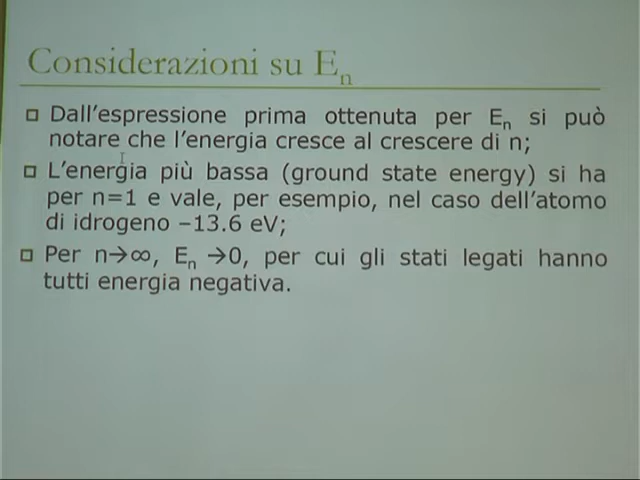 Considerazioni su En
Dall'espressione prima ottenuta per En si può
notare che l'energia cresce al crescere di n;
L'energia più bassa (ground state energy) si ha
per n=1 e vale, per esempio, nel caso dell'atomo
di idrogeno –13.6 eV;
Per n→∞, En →0, per cui gli stati legati hanno
tutti energia negativa.